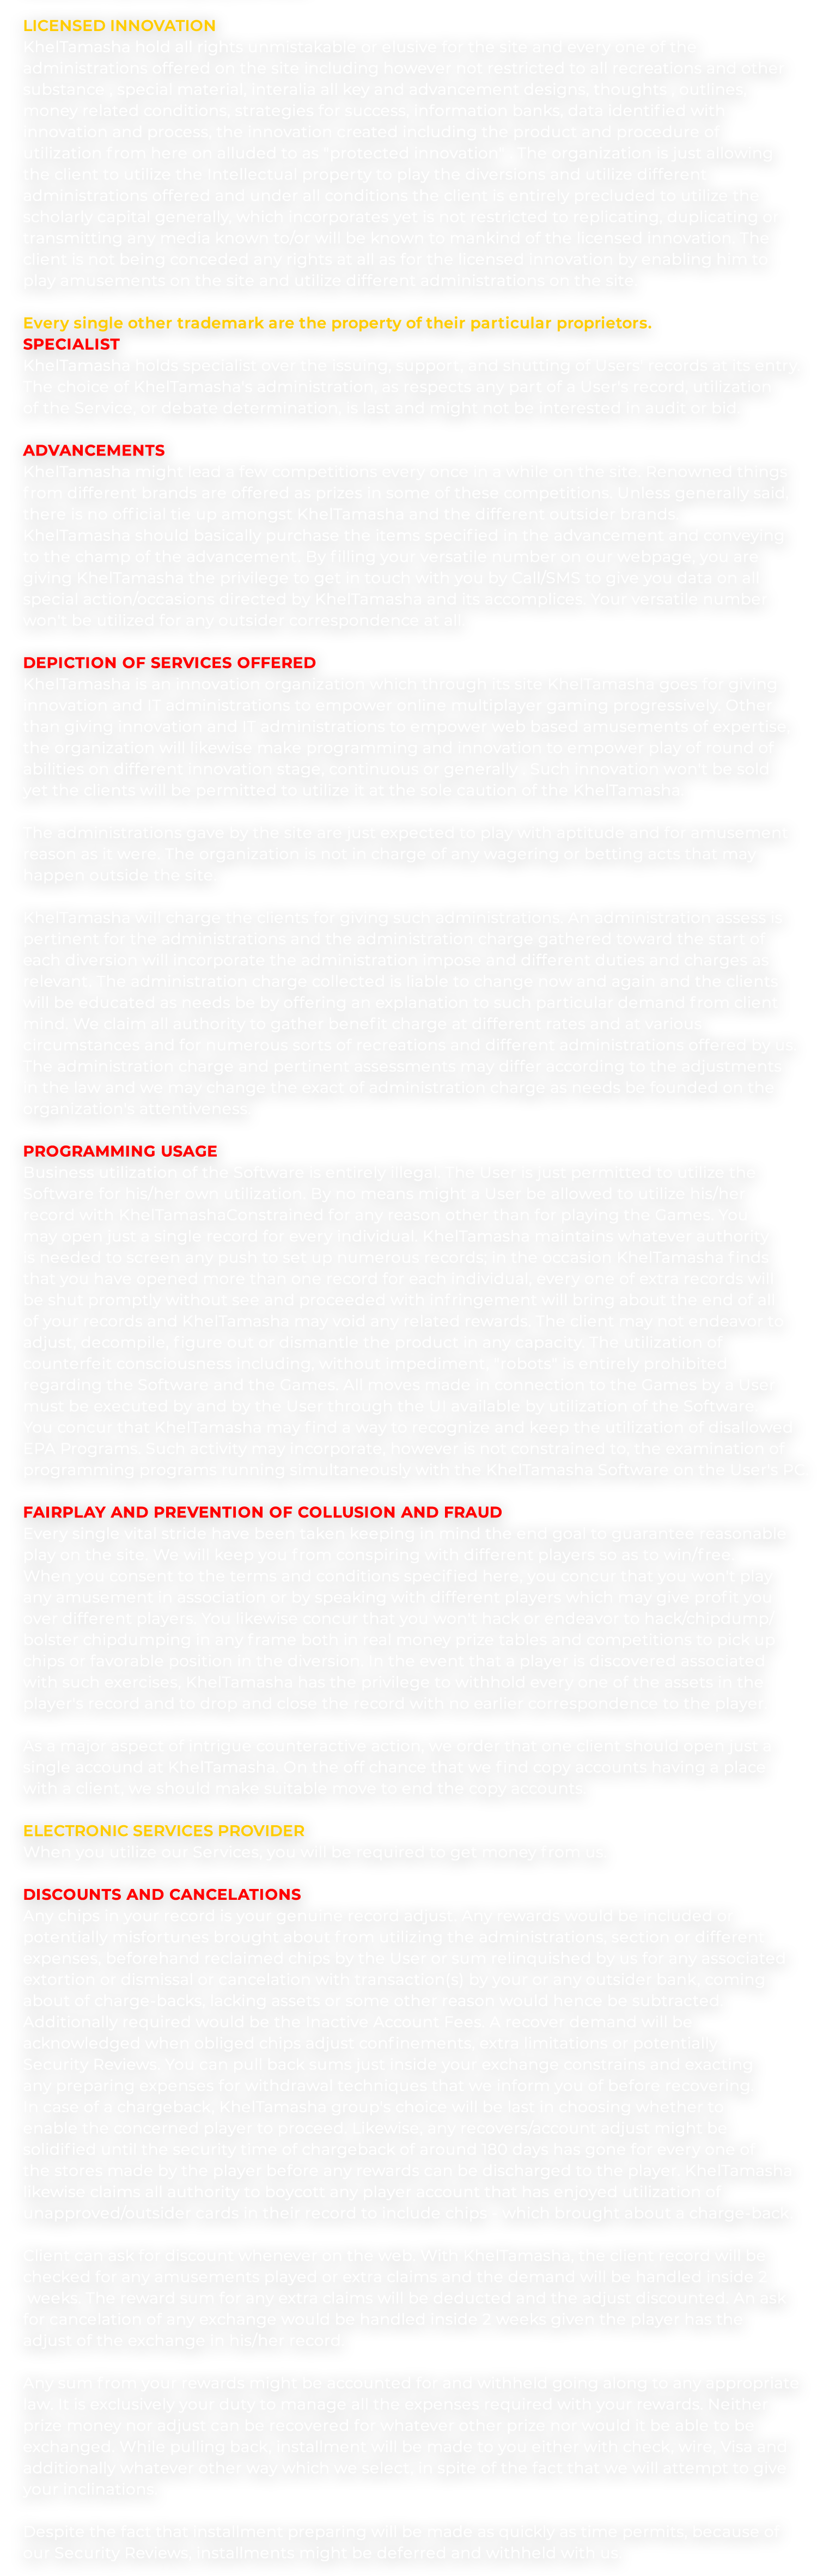 LICENSED INNOVATION
KhelTamasha hold all rights unmistakable or elusive for the site and every one of the
administrations offered on the site including however not restricted to all recreations and other
substance , special material, interalia all key and advancement designs, thoughts , outlines,
money related conditions, strategies for success, information banks, data identified with
innovation and process, the innovation created including the product and procedure of
utilization from here on alluded to as "protected innovation" . The organization is just allowing
the client to utilize the Intellectual property to play the diversions and utilize different
administrations offered and under all conditions the client is entirely precluded to utilize the
scholarly capital generally, which incorporates yet is not restricted to replicating, duplicating or
transmitting any media known to/or will be known to mankind of the licensed innovation. The
client is not being conceded any rights at all as for the licensed innovation by enabling him to
play amusements on the site and utilize different administrations on the site.
Every single other trademark are the property of their particular proprietors.
SPECIALIST
KhelTamasha holds specialist over the issuing, support, and shutting of Users' records at its entry.
The choice of KhelTamasha's administration, as respects any part of a User's record, utilization
of the Service, or debate determination, is last and might not be interested in audit or bid.
ADVANCEMENTS
KhelTamasha might lead a few competitions every once in a while on the site. Renowned things
from different brands are offered as prizes in some of these competitions. Unless generally said,
there is no official tie up amongst KhelTamasha and the different outsider brands.
KhelTamasha should basically purchase the items specified in the advancement and conveying
to the champ of the advancement. By filling your versatile number on our webpage, you are
giving KhelTamasha the privilege to get in touch with you by Call/SMS to give you data on all
special action/occasions directed by KhelTamasha and its accomplices. Your versatile number
won't be utilized for any outsider correspondence at all.
DEPICTION OF SERVICES OFFERED
KhelTamasha is an innovation organization which through its site KhelTamasha goes for giving
innovation and IT administrations to empower online multiplayer gaming progressively. Other
than giving innovation and IT administrations to empower web based amusements of expertise,
the organization will likewise make programming and innovation to empower play of round of
abilities on different innovation stage, continuous or generally . Such innovation won't be sold
yet the clients will be permitted to utilize it at the sole caution of the KhelTamasha.
The administrations gave by the site are just expected to play with aptitude and for amusement
reason as it were. The organization is not in charge of any wagering or betting acts that may
happen outside the site.
KhelTamasha will charge the clients for giving such administrations. An administration assess is
pertinent for the administrations and the administration charge gathered toward the start of
each diversion will incorporate the administration impose and different duties and charges as
relevant. The administration charge collected is liable to change now and again and the clients
will be educated as needs be by offering an explanation to such particular demand from client
mind. We claim all authority to gather benefit charge at different rates and at various
circumstances and for numerous sorts of recreations and different administrations offered by us.
The administration charge and pertinent assessments may differ according to the adjustments
in the law and we may change the exact of administration charge as needs be founded on the
organization's attentiveness.
PROGRAMMING USAGE
Business utilization of the Software is entirely illegal. The User is just permitted to utilize the
Software for his/her own utilization. By no means might a User be allowed to utilize his/her
record with KhelTamashaConstrained for any reason other than for playing the Games. You
may open just a single record for every individual. KhelTamasha maintains whatever authority
is needed to screen any push to set up numerous records; in the occasion KhelTamasha finds
that you have opened more than one record for each individual, every one of extra records will
be shut promptly without see and proceeded with infringement will bring about the end of all
of your records and KhelTamasha may void any related rewards. The client may not endeavor to
adjust, decompile, figure out or dismantle the product in any capacity. The utilization of
counterfeit consciousness including, without impediment, "robots" is entirely prohibited
regarding the Software and the Games. All moves made in connection to the Games by a User
must be executed by and by the User through the UI available by utilization of the Software.
You concur that KhelTamasha may find a way to recognize and keep the utilization of disallowed
EPA Programs. Such activity may incorporate, however is not constrained to, the examination of
programming programs running simultaneously with the KhelTamasha Software on the User's PC.
FAIRPLAY AND PREVENTION OF COLLUSION AND FRAUD
Every single vital stride have been taken keeping in mind the end goal to guarantee reasonable
play on the site. We will keep you from conspiring with different players so as to win/free.
When you consent to the terms and conditions specified here, you concur that you won't play
any amusement in association or by speaking with different players which may give profit you
over different players. You likewise concur that you won't hack or endeavor to hack/chipdump/
bolster chipdumping in any frame both in real money prize tables and competitions to pick up
chips or favorable position in the diversion. In the event that a player is discovered associated
with such exercises, KhelTamasha has the privilege to withhold every one of the assets in the
player's record and to drop and close the record with no earlier correspondence to the player.
As a major aspect of intrigue counteractive action, we order that one client should open just a
single accound at KhelTamasha. On the off chance that we find copy accounts having a place
with a client, we should make suitable move to end the copy accounts.
ELECTRONIC SERVICES PROVIDER
When you utilize our Services, you will be required to get money from us.
DISCOUNTS AND CANCELATIONS
Any chips in your record is your genuine record adjust. Any rewards would be included or
potentially misfortunes brought about from utilizing the administrations, section or different
expenses, beforehand reclaimed chips by the User or sum relinquished by us for any associated
extortion or dismissal or cancelation with transaction(s) by your or any outsider bank, coming
about of charge-backs, lacking assets or some other reason would hence be subtracted.
Additionally required would be the Inactive Account Fees. A recover demand will be
acknowledged when obliged chips adjust confinements, extra limitations or potentially
Security Reviews. You can pull back sums just inside your exchange constrains and exacting
any preparing expenses for withdrawal techniques that we inform you of before recovering.
In case of a chargeback, KhelTamasha group's choice will be last in choosing whether to
enable the concerned player to proceed. Likewise, any recovers/account adjust might be
solidified until the security time of chargeback of around 180 days has gone for every one of
the stores made by the player before any rewards can be discharged to the player. KhelTamasha
likewise claims all authority to boycott any player account that has enjoyed utilization of
unapproved/outsider cards in their record to include chips - which brought about a charge-back.
Client can ask for discount whenever on the web. With KhelTamasha, the client record will be
checked for any amusements played or extra claims and the demand will be handled inside 2
weeks. The reward sum for any extra claims will be deducted and the adjust discounted. An ask
for cancelation of any exchange would be handled inside 2 weeks given the player has the
adjust of the exchange in his/her record.
Any sum from your rewards might be accounted for and withheld going along to any appropriate
law. It is exclusively your duty to manage all the expenses required with your rewards. Neither
prize money nor adjust can be recovered for whatever other prize nor would it be able to be
exchanged. While pulling back, installment will be made to you either with check, wire, Visa and
additionally whatever other way which we select, in spite of the fact that we will attempt to give
your inclinations.
Despite the fact that installment preparing will be made as quickly as time permits, because of
our Security Reviews, installments might be deferred and withheld with us.